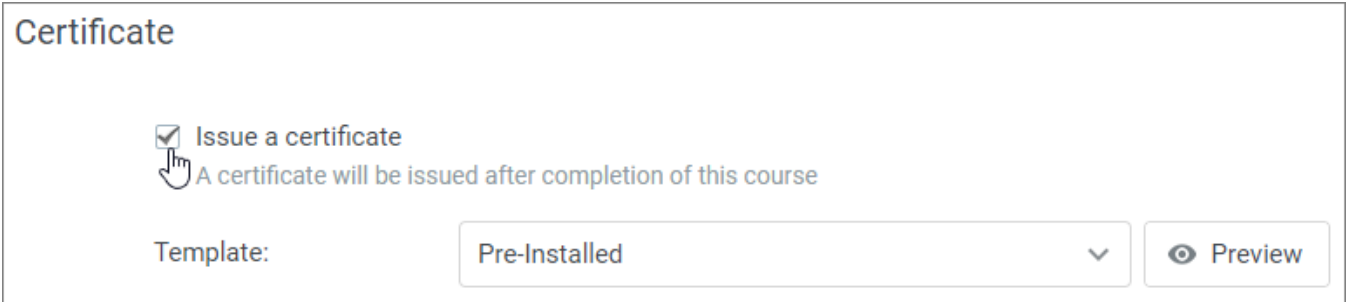 Certificate
Issue a certificate
A certificate will be issued after completion of this course
Template: Pre-Installed Preview